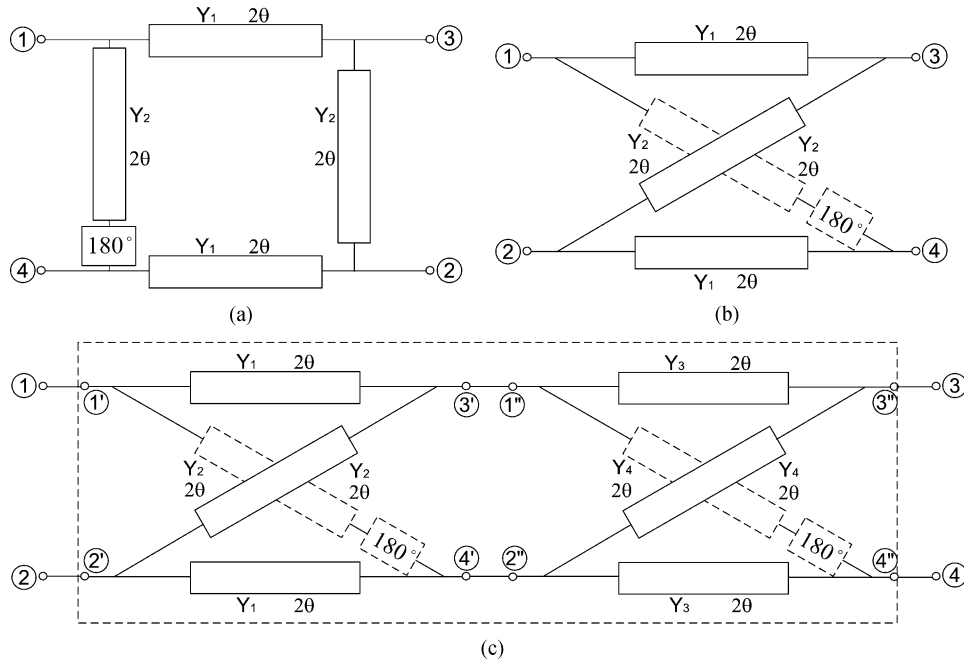 Y₁ 2θ
① ③
Y₂ Y₂
2θ 2θ
180°
④ Y₁ 2θ ②
(a)
Y₁ 2θ
① ③
Y₂ Y₂
2θ 2θ
180°
② ④
Y₁ 2θ
(b)
Y₁ 2θ Y₃ 2θ
① 1' 3' 1" 3" ③
Y₂ Y₂ Y₄ Y₄
2θ 2θ 2θ 2θ
180° 180°
② 2' 4' 2" 4" ④
Y₁ 2θ Y₃ 2θ
(c)